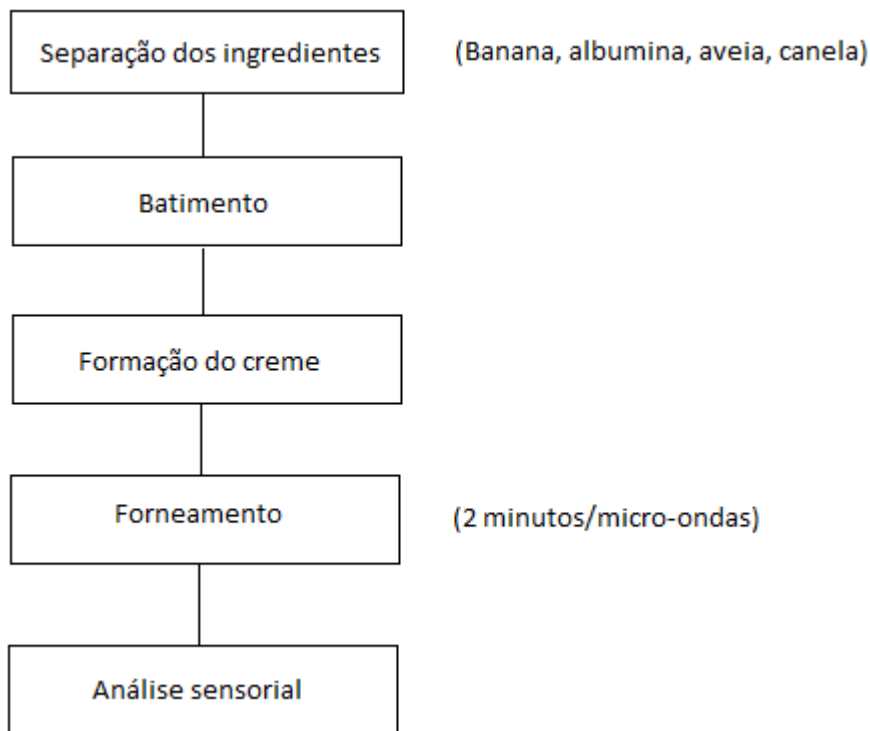 Separação dos ingredientes
(Banana, albumina, aveia, canela)
Batimento
Formação do creme
Forneamento
(2 minutos/micro-ondas)
Análise sensorial